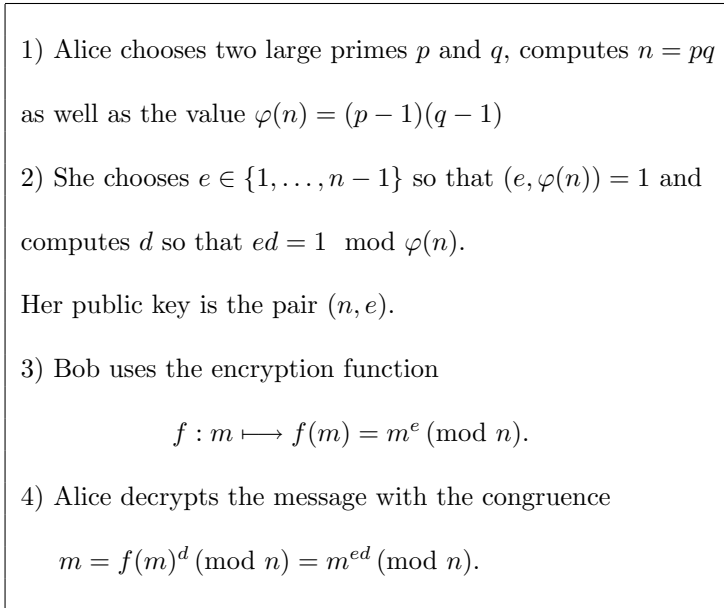 1) Alice chooses two large primes p and q, computes n = pq
as well as the value φ(n) = (p − 1)(q − 1)
2) She chooses e ∈ {1, . . . , n − 1} so that (e, φ(n)) = 1 and
computes d so that ed = 1 mod φ(n).
Her public key is the pair (n, e).
3) Bob uses the encryption function
f : m ⟼ f(m) = m^e (mod n).
4) Alice decrypts the message with the congruence
m = f(m)^d (mod n) = m^{ed} (mod n).